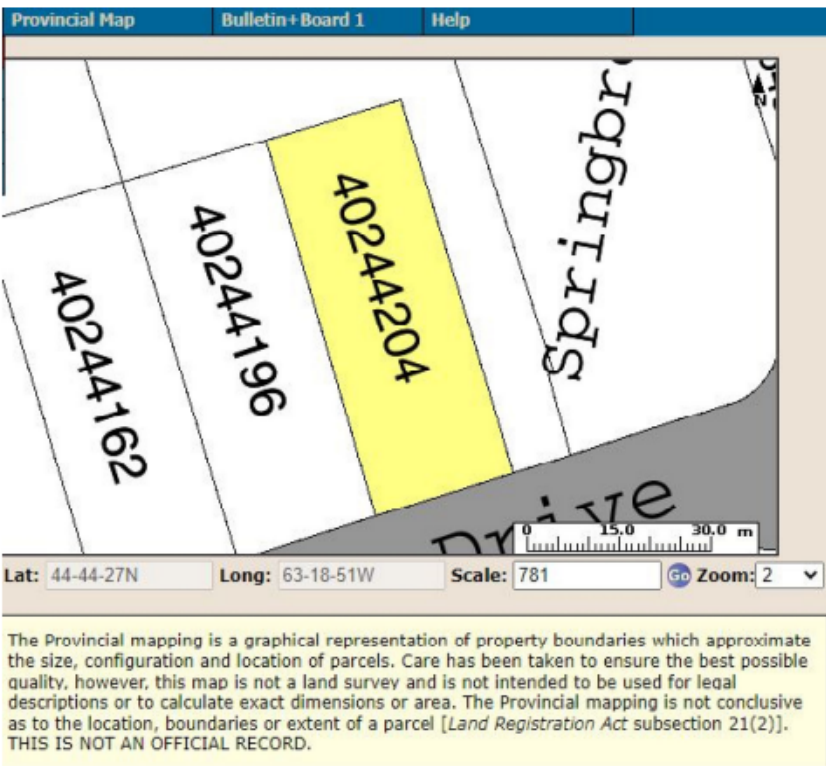 Provincial Map Bulletin+Board 1 Help
Springbr
N
40244204
40244196
40244162
Drive
0 15.0 30.0 m
Lat: 44-44-27N Long: 63-18-51W Scale: 781 Go Zoom: 2
The Provincial mapping is a graphical representation of property boundaries which approximate
the size, configuration and location of parcels. Care has been taken to ensure the best possible
quality, however, this map is not a land survey and is not intended to be used for legal
descriptions or to calculate exact dimensions or area. The Provincial mapping is not conclusive
as to the location, boundaries or extent of a parcel [Land Registration Act subsection 21(2)].
THIS IS NOT AN OFFICIAL RECORD.